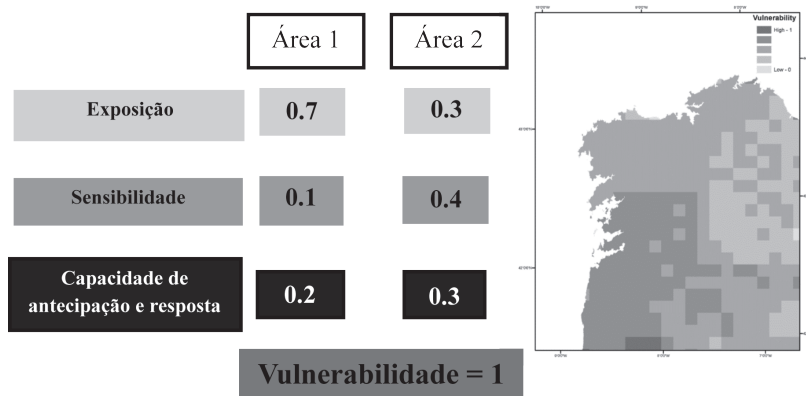 Área 1
Área 2
Exposição
0.7
0.3
Sensibilidade
0.1
0.4
Capacidade de
antecipação e resposta
0.2
0.3
Vulnerabilidade = 1
Vulnerability
High - 1
Low - 0